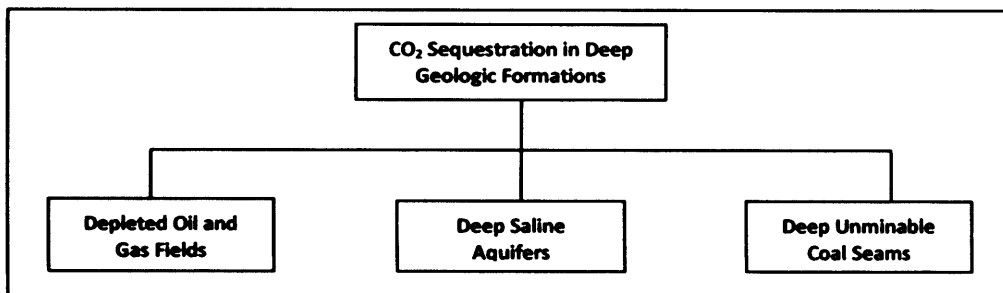 CO₂ Sequestration in Deep
Geologic Formations
Depleted Oil and
Gas Fields
Deep Saline
Aquifers
Deep Unminable
Coal Seams